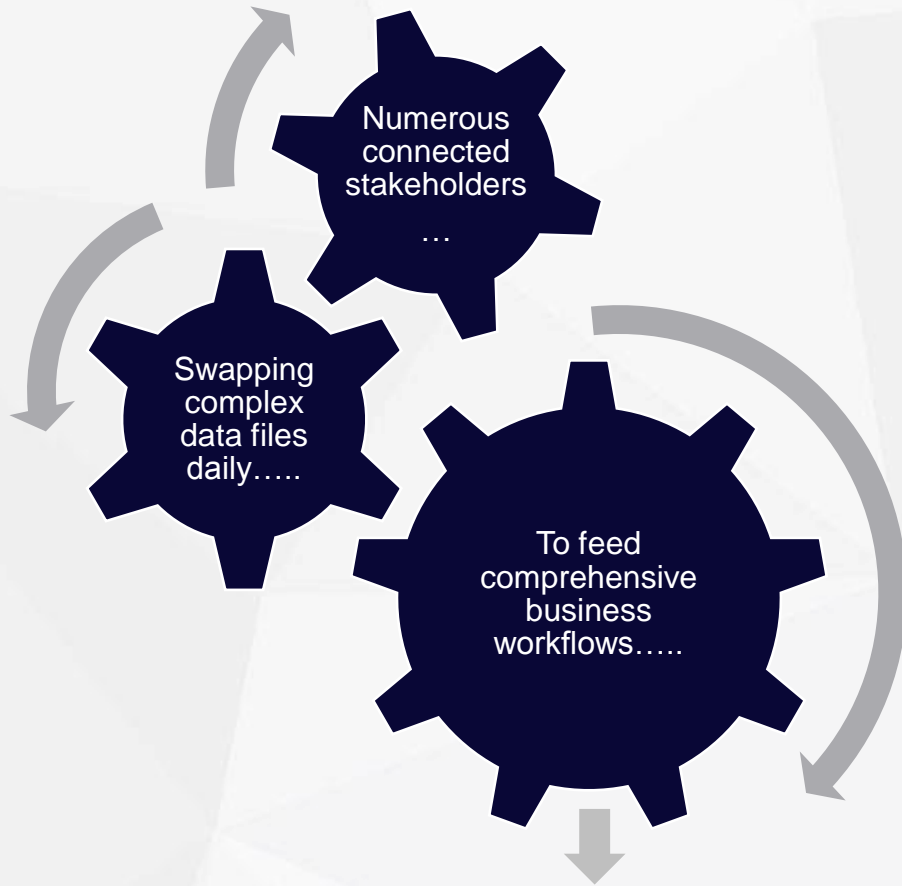 Numerous
connected
stakeholders
…
Swapping
complex
data files
daily…..
To feed
comprehensive
business
workflows…..